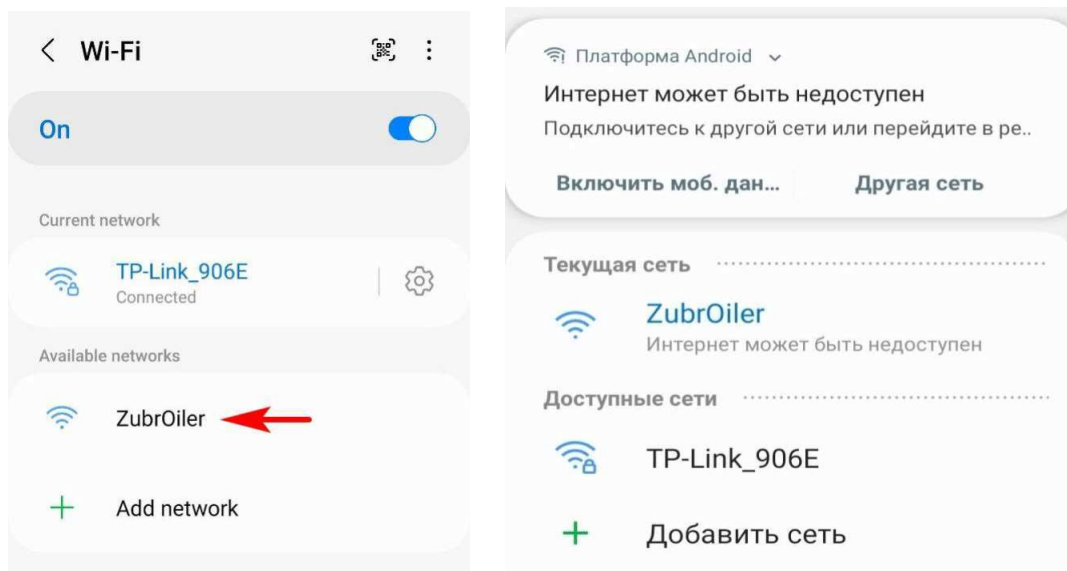 Wi-Fi
On
Current network
TP-Link_906E
Connected
Available networks
ZubrOiler
Add network
Платформа Android
Интернет может быть недоступен
Подключитесь к другой сети или перейдите в ре..
Включить моб. дан... Другая сеть
Текущая сеть
ZubrOiler
Интернет может быть недоступен
Доступные сети
TP-Link_906E
Добавить сеть